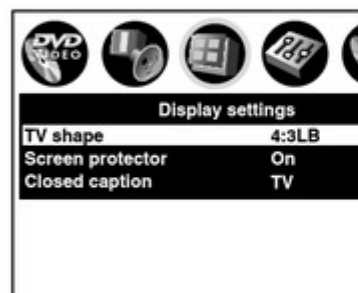 DVD
VIDEO
Display settings
TV shape 4:3LB
Screen protector On
Closed caption TV